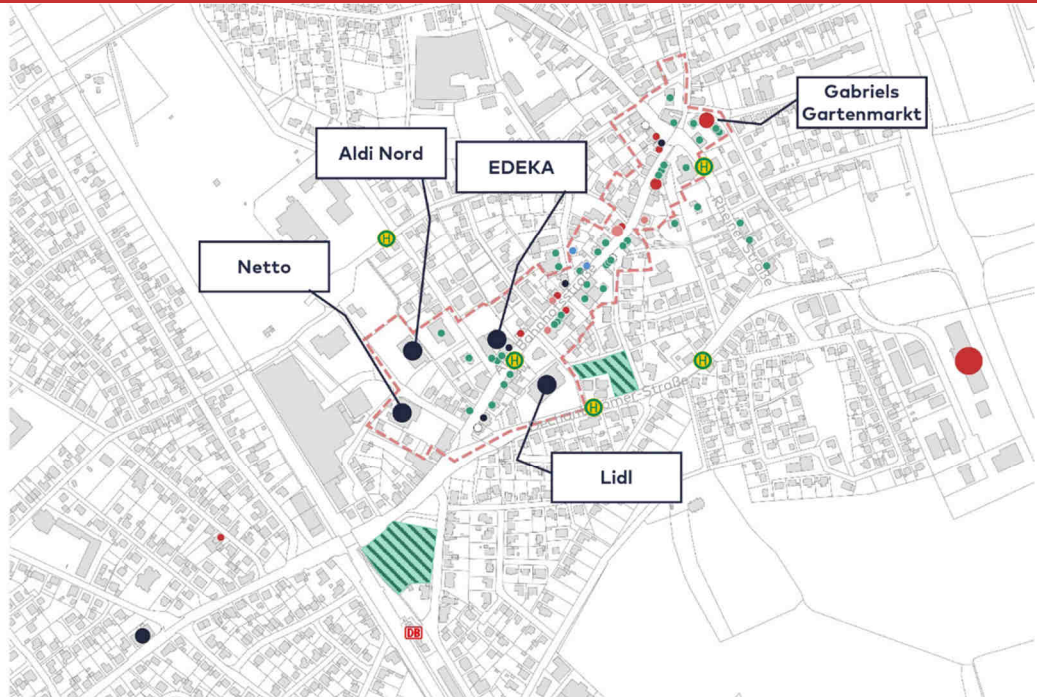 Gabriels
Gartenmarkt
Aldi Nord
EDEKA
H
Netto
H
H
H
H
Lidl
DB